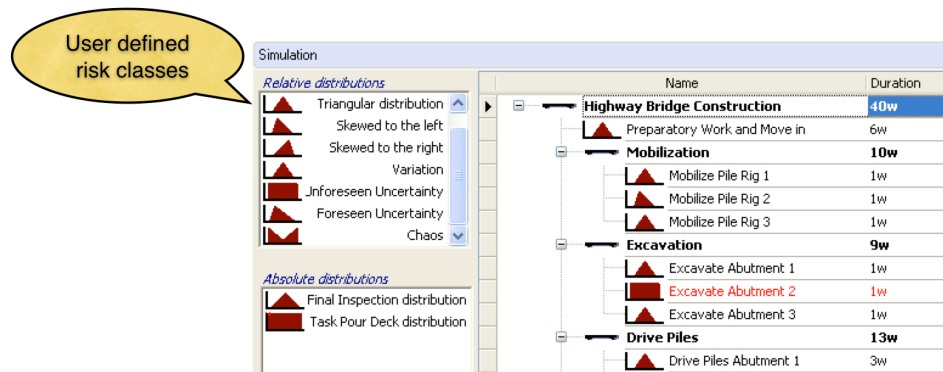 User defined
risk classes
Simulation
Relative distributions
Triangular distribution
Skewed to the left
Skewed to the right
Variation
Unforeseen Uncertainty
Foreseen Uncertainty
Chaos
Absolute distributions
Final Inspection distribution
Task Pour Deck distribution
Name Duration
Highway Bridge Construction 40w
Preparatory Work and Move in 6w
Mobilization 10w
Mobilize Pile Rig 1 1w
Mobilize Pile Rig 2 1w
Mobilize Pile Rig 3 1w
Excavation 9w
Excavate Abutment 1 1w
Excavate Abutment 2 1w
Excavate Abutment 3 1w
Drive Piles 13w
Drive Piles Abutment 1 3w